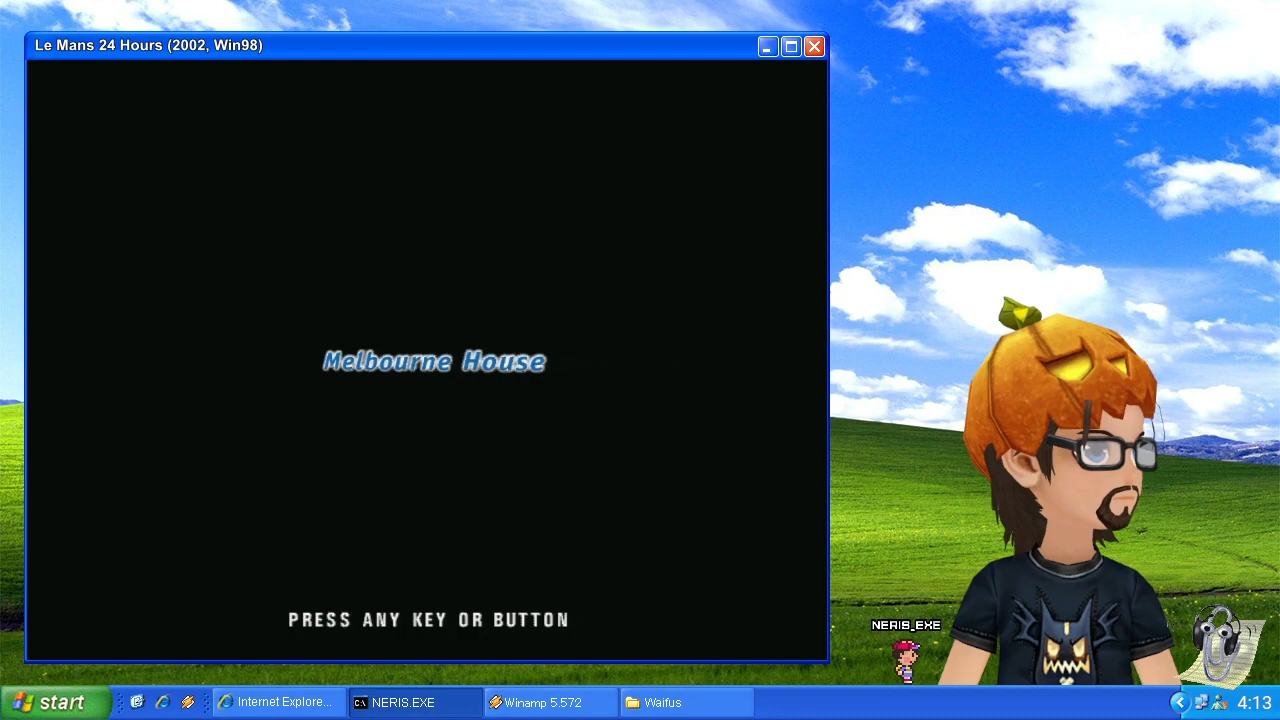 Le Mans 24 Hours (2002, Win98)
Melbourne House
PRESS ANY KEY OR BUTTON
NERIS_EXE
start
Internet Explore...
NERIS.EXE
Winamp 5.572
Waifus
4:13